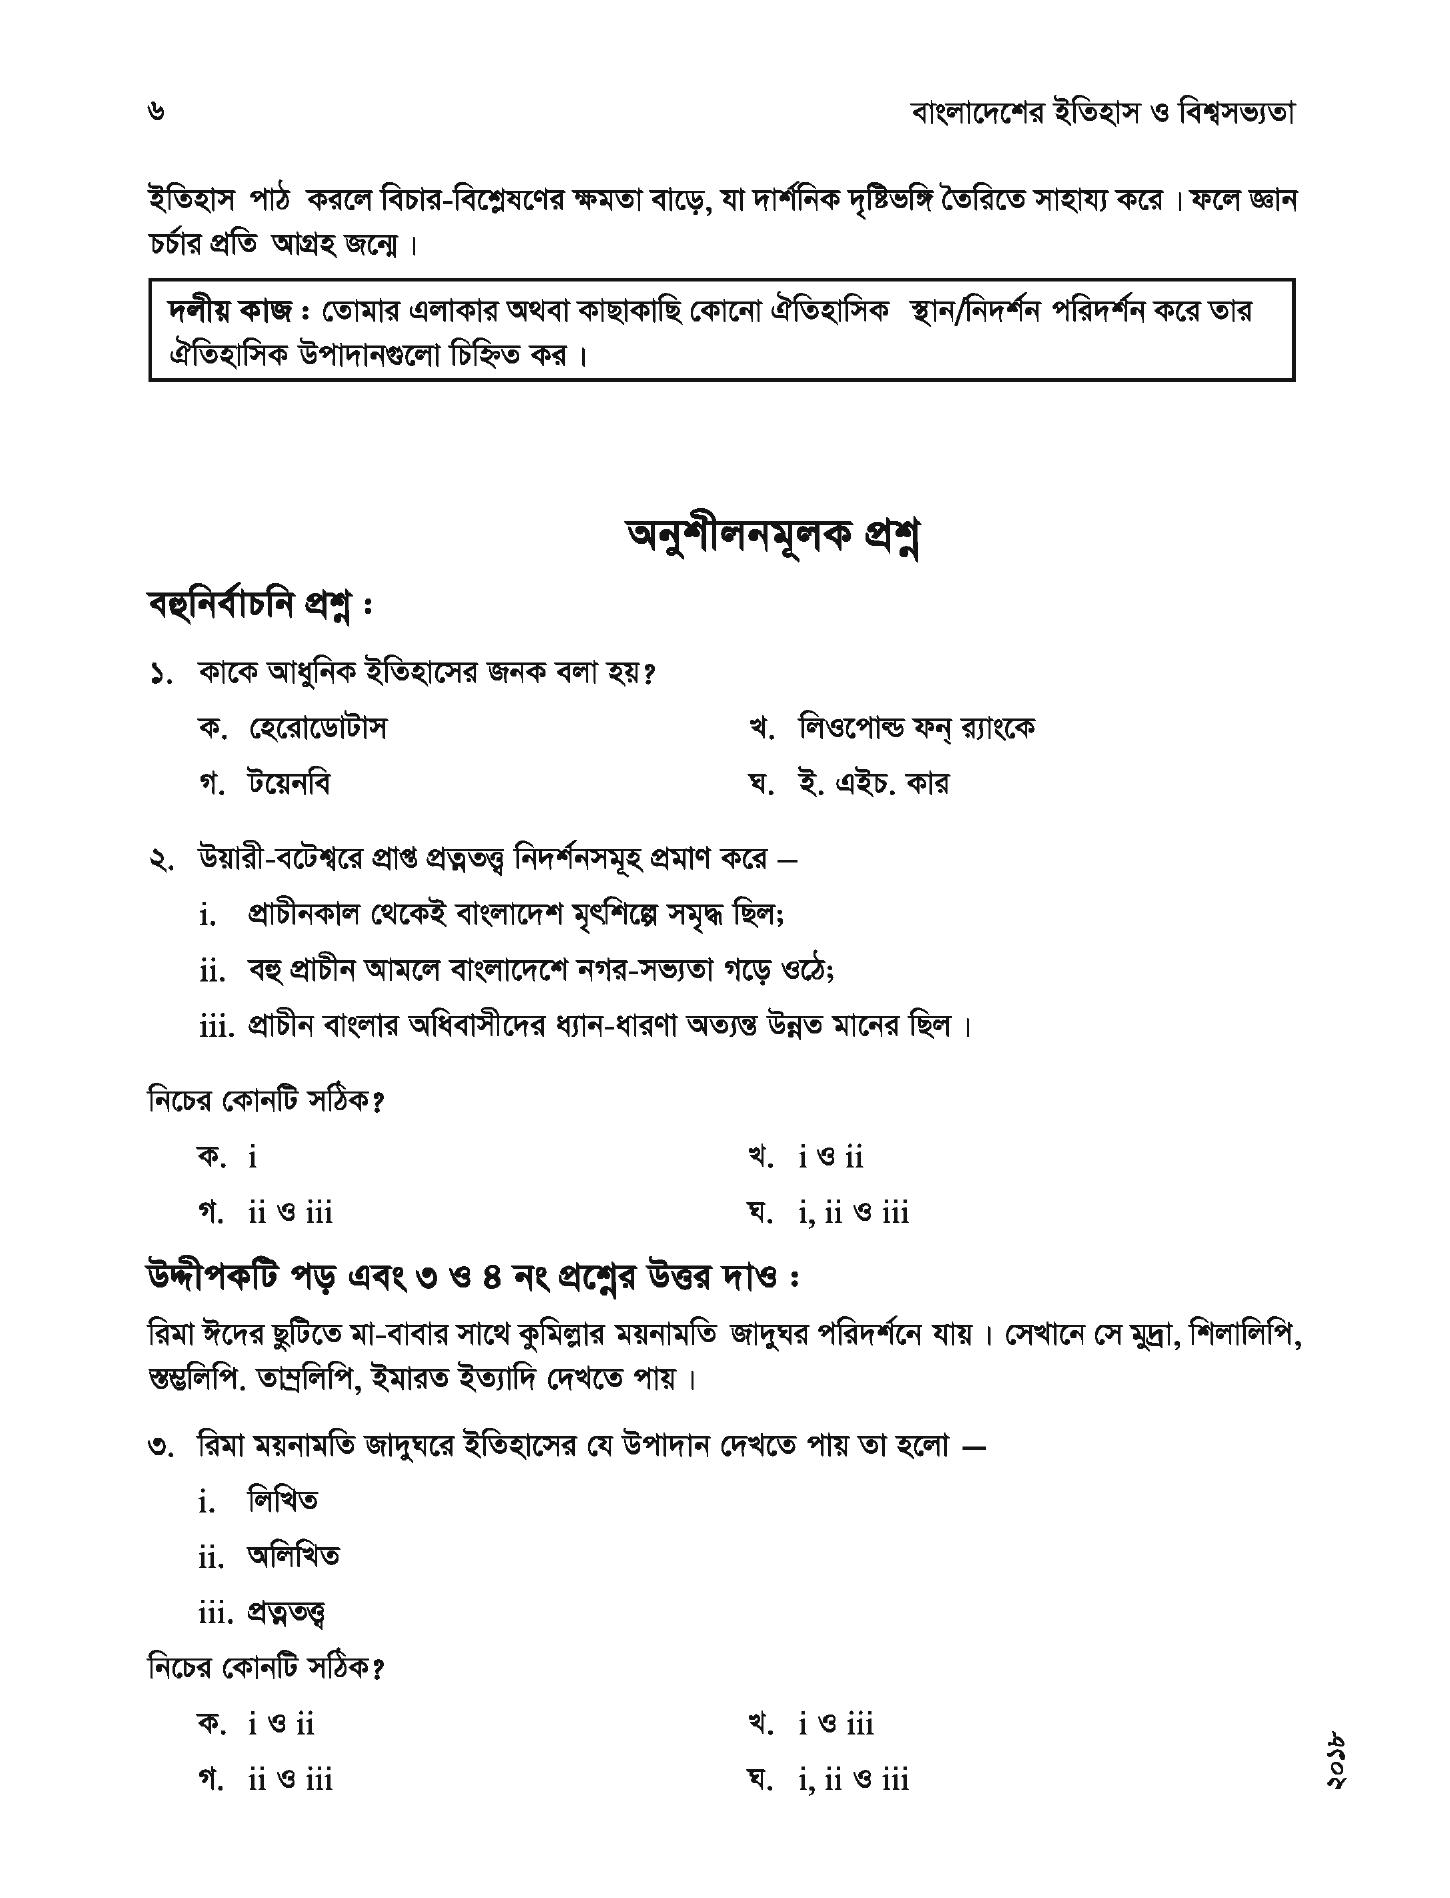 ৬ বাংলাদেশের ইতিহাস ও বিশ্বসভ্যতা
ইতিহাস পাঠ করলে বিচার-বিশ্লেষণের ক্ষমতা বাড়ে, যা দার্শনিক দৃষ্টিভঙ্গি তৈরিতে সাহায্য করে । ফলে জ্ঞান
চর্চার প্রতি আগ্রহ জন্মে ।
দলীয় কাজ : তোমার এলাকার অথবা কাছাকাছি কোনো ঐতিহাসিক স্থান/নিদর্শন পরিদর্শন করে তার
ঐতিহাসিক উপাদানগুলো চিহ্নিত কর ।
অনুশীলনমূলক প্রশ্ন
বহুনির্বাচনি প্রশ্ন :
১. কাকে আধুনিক ইতিহাসের জনক বলা হয়?
ক. হেরোডোটাস খ. লিওপোল্ড ফন্ র‌্যাংকে
গ. টয়েনবি ঘ. ই. এইচ. কার
২. উয়ারী-বটেশ্বরে প্রাপ্ত প্রত্নতত্ত্ব নিদর্শনসমূহ প্রমাণ করে –
i. প্রাচীনকাল থেকেই বাংলাদেশ মৃৎশিল্পে সমৃদ্ধ ছিল;
ii. বহু প্রাচীন আমলে বাংলাদেশে নগর-সভ্যতা গড়ে ওঠে;
iii. প্রাচীন বাংলার অধিবাসীদের ধ্যান-ধারণা অত্যন্ত উন্নত মানের ছিল ।
নিচের কোনটি সঠিক?
ক. i খ. i ও ii
গ. ii ও iii ঘ. i, ii ও iii
উদ্দীপকটি পড় এবং ৩ ও ৪ নং প্রশ্নের উত্তর দাও :
রিমা ঈদের ছুটিতে মা-বাবার সাথে কুমিল্লার ময়নামতি জাদুঘর পরিদর্শনে যায় । সেখানে সে মুদ্রা, শিলালিপি,
স্তম্ভলিপি. তাম্রলিপি, ইমারত ইত্যাদি দেখতে পায় ।
৩. রিমা ময়নামতি জাদুঘরে ইতিহাসের যে উপাদান দেখতে পায় তা হলো –
i. লিখিত
ii. অলিখিত
iii. প্রত্নতত্ত্ব
নিচের কোনটি সঠিক?
ক. i ও ii খ. i ও iii
গ. ii ও iii ঘ. i, ii ও iii
২০১৮